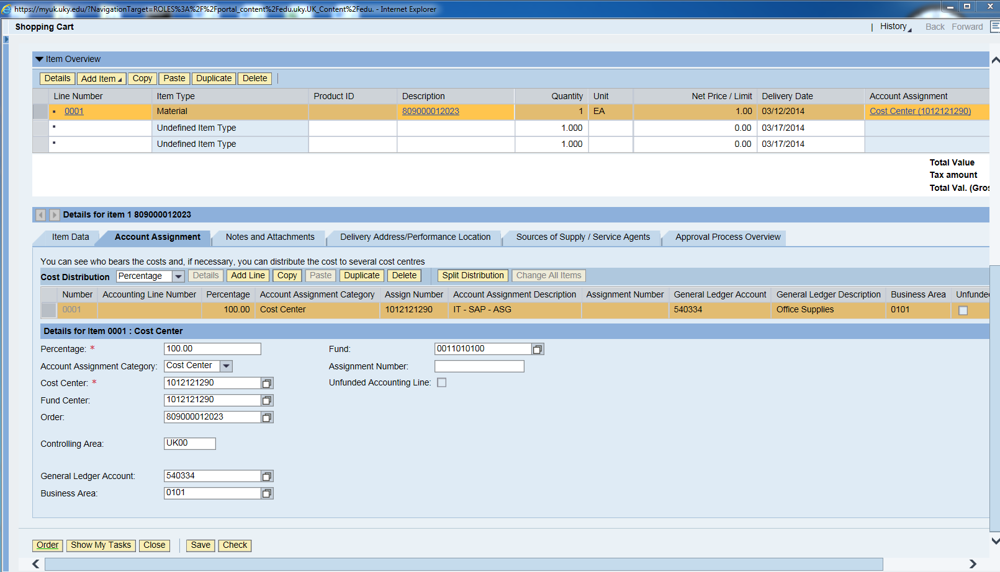 https://myuk.uky.edu/?NavigationTarget=ROLES%3A%2F%2Fportal_content%2Fedu.uky.UK_Content%2Fedu. - Internet Explorer
Shopping Cart | History Back Forward
Item Overview
Details Add Item Copy Paste Duplicate Delete
Line Number Item Type Product ID Description Quantity Unit Net Price / Limit Delivery Date Account Assignment
0001 Material 809000012023 1 EA 1.00 03/12/2014 Cost Center (1012121290)
Undefined Item Type 1.000 0.00 03/17/2014
Undefined Item Type 1.000 0.00 03/17/2014
Total Value
Tax amount
Total Val. (Gros
Details for item 1 809000012023
Item Data Account Assignment Notes and Attachments Delivery Address/Performance Location Sources of Supply / Service Agents Approval Process Overview
You can see who bears the costs and, if necessary, you can distribute the cost to several cost centres
Cost Distribution Percentage Details Add Line Copy Paste Duplicate Delete Split Distribution Change All Items
Number Accounting Line Number Percentage Account Assignment Category Assign Number Account Assignment Description Assignment Number General Ledger Account General Ledger Description Business Area Unfunded
0001 100.00 Cost Center 1012121290 IT - SAP - ASG 540334 Office Supplies 0101
Details for Item 0001 : Cost Center
Percentage: * 100.00 Fund: 0011010100
Account Assignment Category: Cost Center Assignment Number:
Cost Center: * 1012121290 Unfunded Accounting Line:
Fund Center: 1012121290
Order: 809000012023
Controlling Area: UK00
General Ledger Account: 540334
Business Area: 0101
Order Show My Tasks Close Save Check